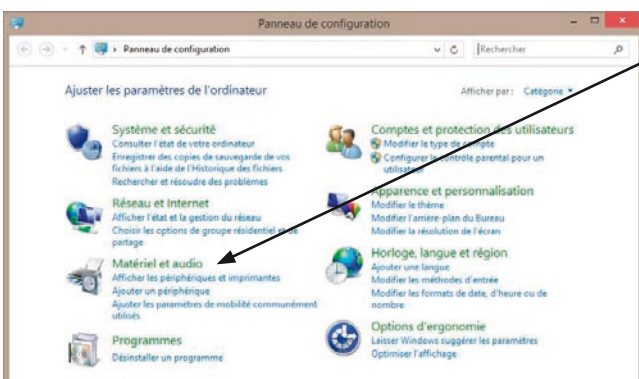 Panneau de configuration
Panneau de configuration
Rechercher
Ajuster les paramètres de l'ordinateur
Afficher par : Catégorie
Système et sécurité
Consulter l'état de votre ordinateur
Enregistrer des copies de sauvegarde de vos
fichiers à l'aide de l'Historique des fichiers
Rechercher et résoudre des problèmes
Réseau et Internet
Afficher l'état et la gestion du réseau
Choisir les options de groupe résidentiel et de
partage
Matériel et audio
Afficher les périphériques et imprimantes
Ajouter un périphérique
Ajuster les paramètres de mobilité communément
utilisés
Programmes
Désinstaller un programme
Comptes et protection des utilisateurs
Modifier le type de compte
Configurer le contrôle parental pour un
utilisateur
Apparence et personnalisation
Modifier le thème
Modifier l'arrière-plan du Bureau
Modifier la résolution de l'écran
Horloge, langue et région
Ajouter une langue
Modifier les méthodes d'entrée
Modifier les formats de date, d'heure ou de
nombre
Options d'ergonomie
Laisser Windows suggérer les paramètres
Optimiser l'affichage